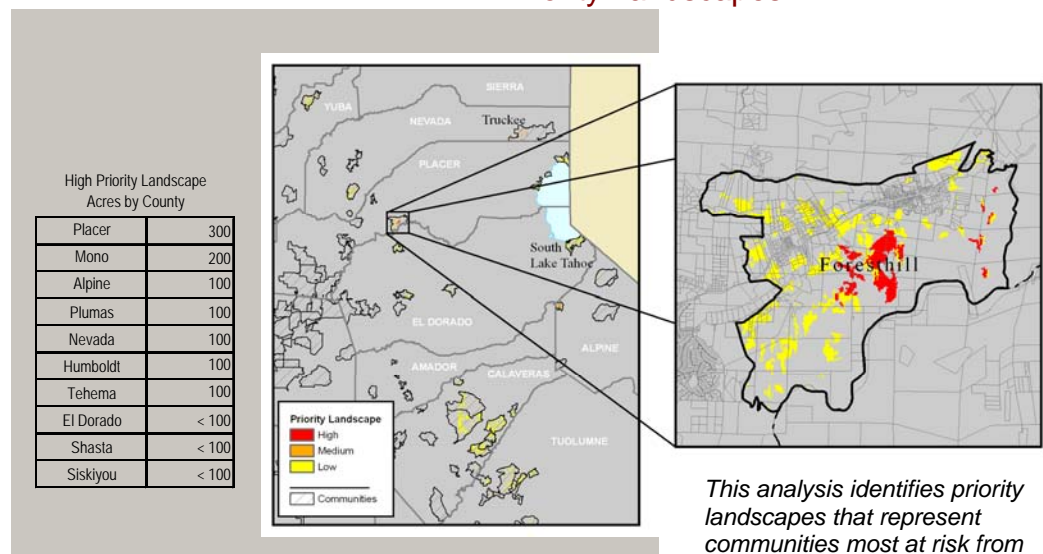 High Priority Landscape
Acres by County
Placer 300
Mono 200
Alpine 100
Plumas 100
Nevada 100
Humboldt 100
Tehema 100
El Dorado < 100
Shasta < 100
Siskiyou < 100
SIERRA
YUBA
NEVADA
Truckee
PLACER
South
Lake Tahoe
EL DORADO
ALPINE
AMADOR
CALAVERAS
TUOLUMNE
Priority Landscape
High
Medium
Low
Communities
Foresthill
This analysis identifies priority
landscapes that represent
communities most at risk from